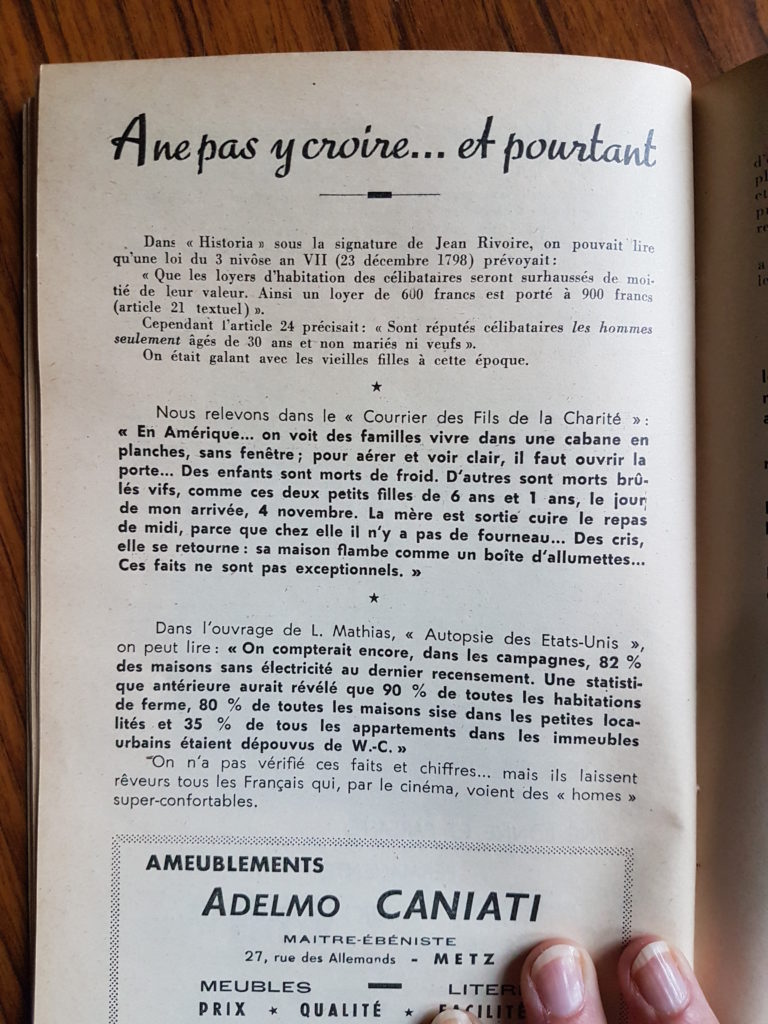 A ne pas y croire... et pourtant
Dans « Historia » sous la signature de Jean Rivoire, on pouvait lire
qu'une loi du 3 nivôse an VII (23 décembre 1798) prévoyait :
« Que les loyers d'habitation des célibataires seront surhaussés de moi-
tié de leur valeur. Ainsi un loyer de 600 francs est porté à 900 francs
(article 21 textuel) ».
Cependant l'article 24 précisait : « Sont réputés célibataires les hommes
seulement âgés de 30 ans et non mariés ni veufs ».
On était galant avec les vieilles filles à cette époque.
★
Nous relevons dans le « Courrier des Fils de la Charité » :
« En Amérique... on voit des familles vivre dans une cabane en
planches, sans fenêtre ; pour aérer et voir clair, il faut ouvrir la
porte... Des enfants sont morts de froid. D'autres sont morts brû-
lés vifs, comme ces deux petits filles de 6 ans et 1 ans, le jour
de mon arrivée, 4 novembre. La mère est sortie cuire le repas
de midi, parce que chez elle il n'y a pas de fourneau... Des cris,
elle se retourne : sa maison flambe comme un boîte d'allumettes...
Ces faits ne sont pas exceptionnels. »
★
Dans l'ouvrage de L. Mathias, « Autopsie des Etats-Unis »,
on peut lire : « On compterait encore, dans les campagnes, 82 %
des maisons sans électricité au dernier recensement. Une statisti-
que antérieure aurait révélé que 90 % de toutes les habitations
de ferme, 80 % de toutes les maisons sise dans les petites loca-
lités et 35 % de tous les appartements dans les immeubles
urbains étaient dépouvus de W.-C. »
On n'a pas vérifié ces faits et chiffres... mais ils laissent
rêveurs tous les Français qui, par le cinéma, voient des « homes »
super-confortables.
AMEUBLEMENTS
ADELMO CANIATI
MAITRE-ÉBÉNISTE
27, rue des Allemands - METZ
MEUBLES — LITER
PRIX ★ QUALITÉ ★ FACILITÉ